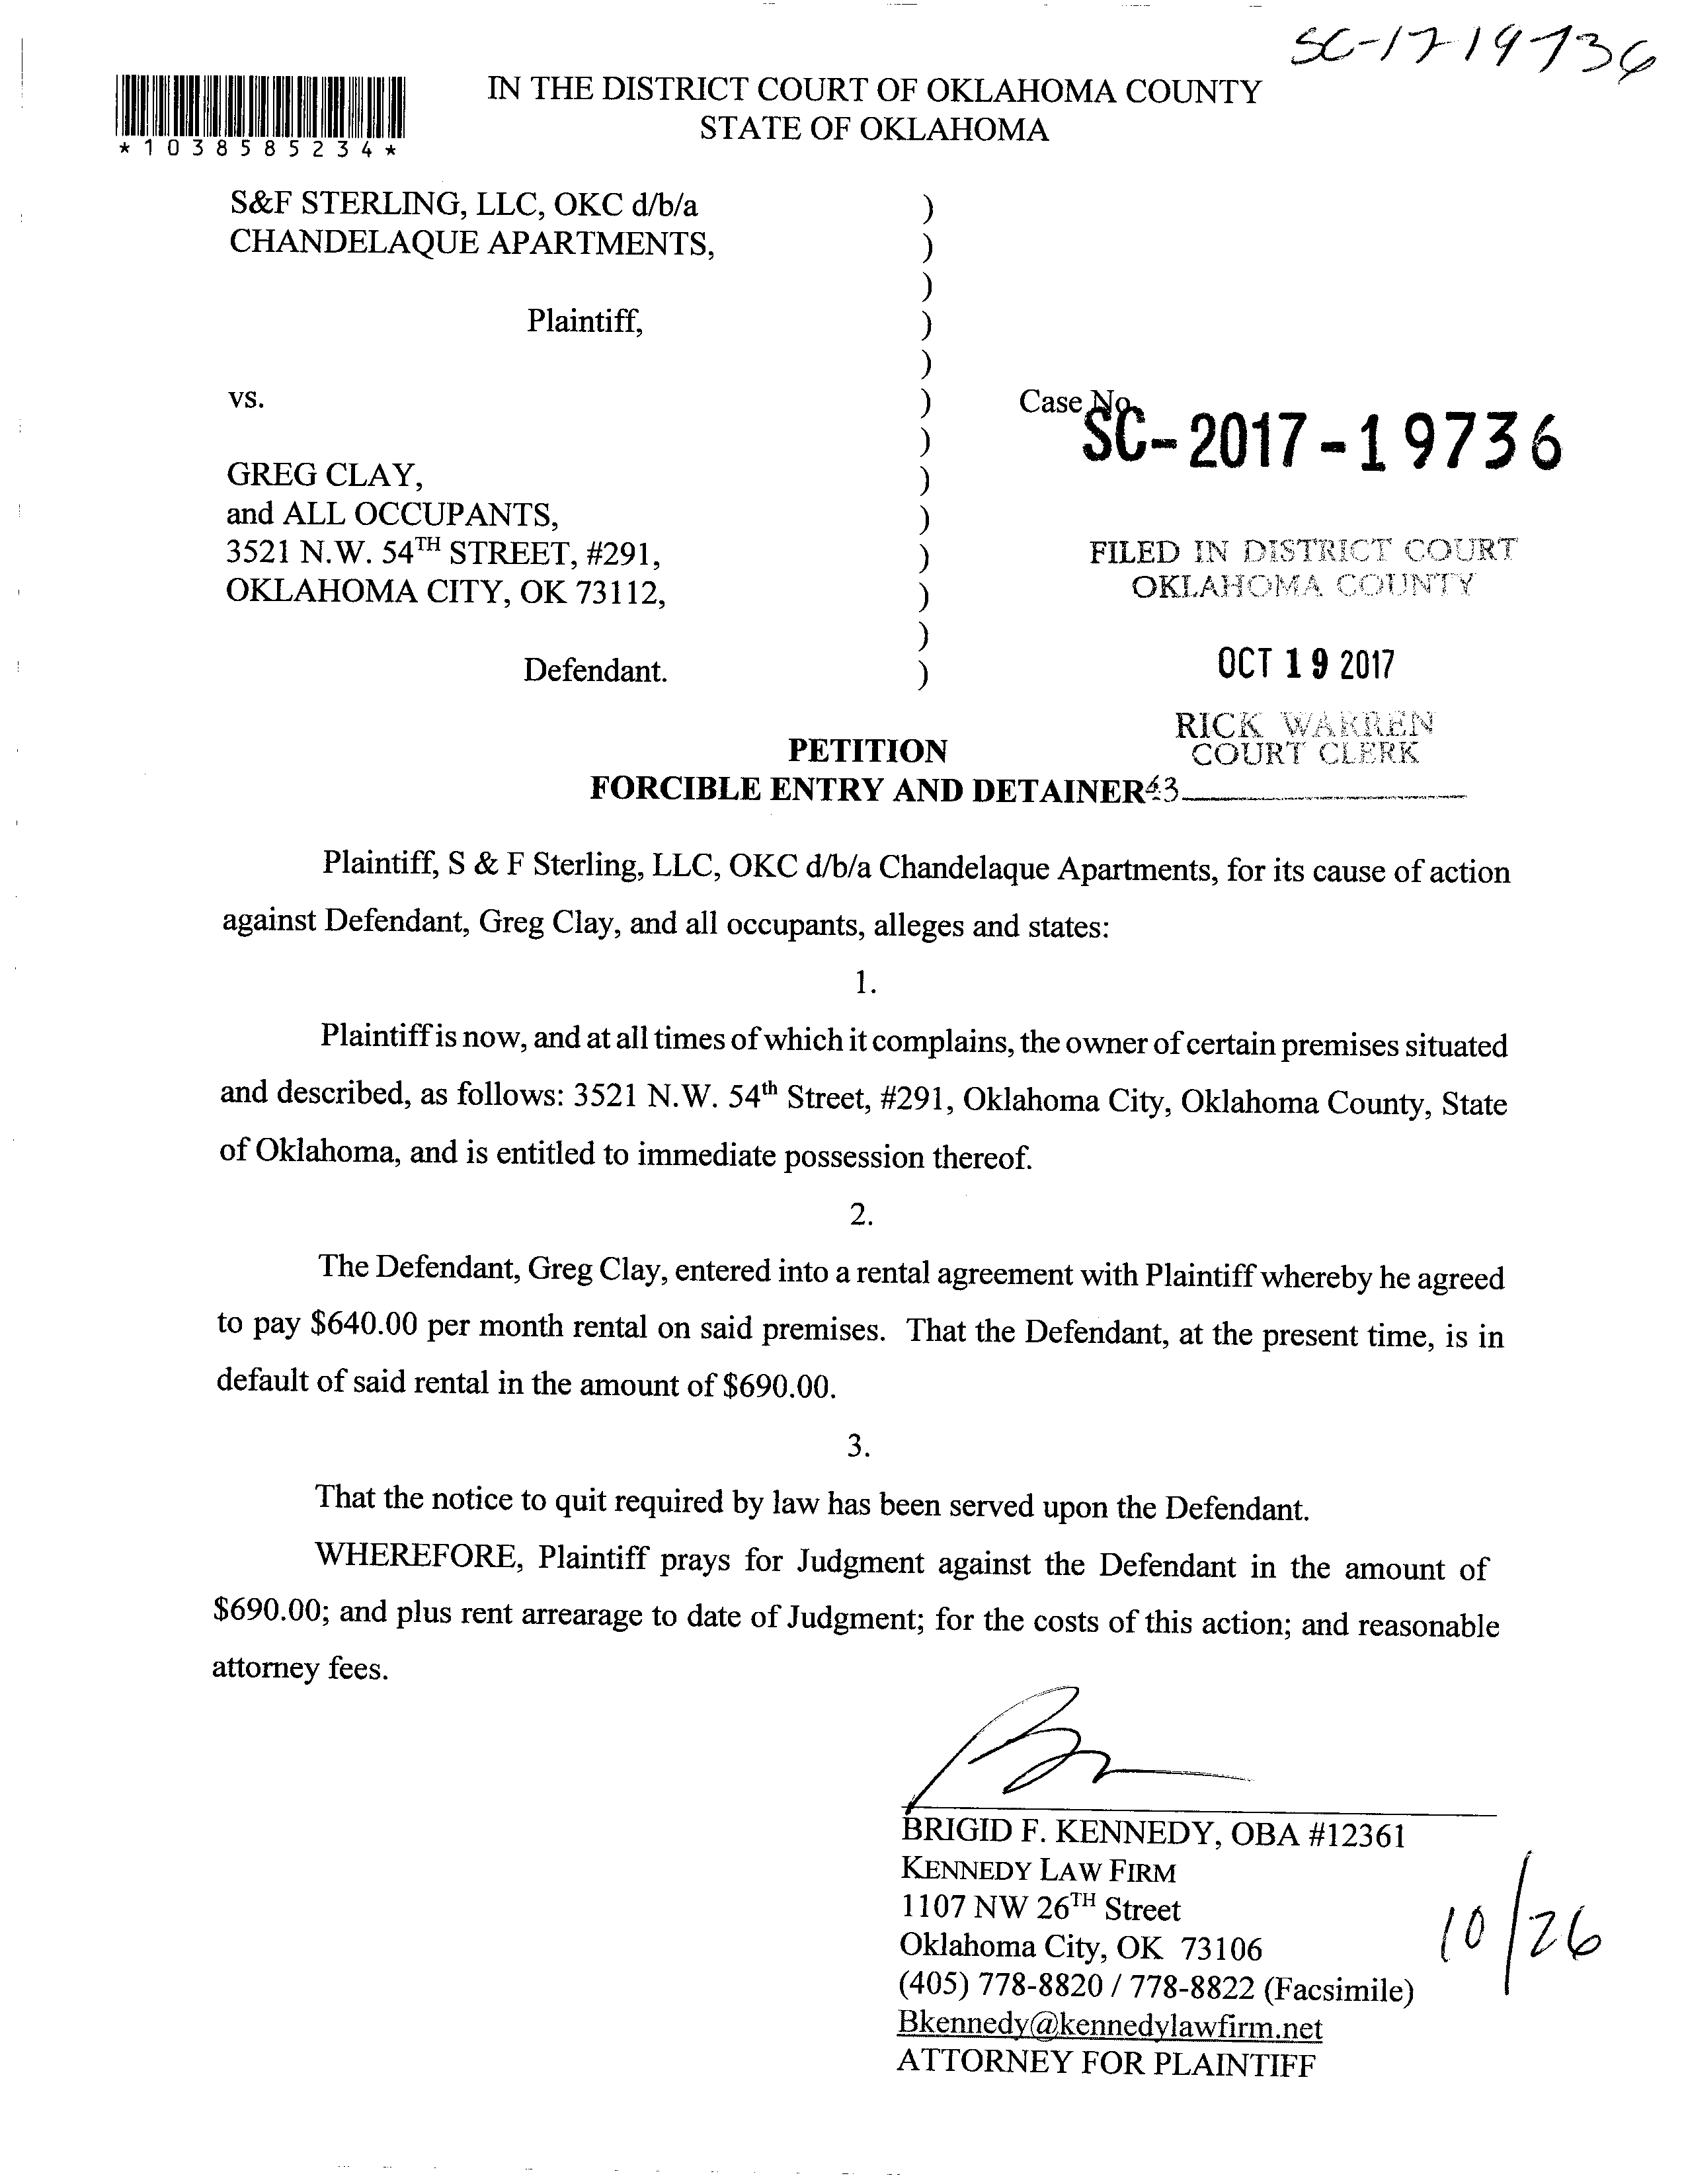 SC-17-19736
*1038585234*
IN THE DISTRICT COURT OF OKLAHOMA COUNTY
STATE OF OKLAHOMA
S&F STERLING, LLC, OKC d/b/a )
CHANDELAQUE APARTMENTS, )
)
Plaintiff, )
)
vs. )
Case No.
SC-2017-19736
)
GREG CLAY, )
and ALL OCCUPANTS, )
3521 N.W. 54TH STREET, #291, )
OKLAHOMA CITY, OK 73112, )
)
Defendant. )
FILED IN DISTRICT COURT
OKLAHOMA COUNTY
OCT 19 2017
RICK WARREN
COURT CLERK
43
PETITION
FORCIBLE ENTRY AND DETAINER
Plaintiff, S & F Sterling, LLC, OKC d/b/a Chandelaque Apartments, for its cause of action
against Defendant, Greg Clay, and all occupants, alleges and states:
1.
Plaintiff is now, and at all times of which it complains, the owner of certain premises situated
and described, as follows: 3521 N.W. 54th Street, #291, Oklahoma City, Oklahoma County, State
of Oklahoma, and is entitled to immediate possession thereof.
2.
The Defendant, Greg Clay, entered into a rental agreement with Plaintiff whereby he agreed
to pay $640.00 per month rental on said premises. That the Defendant, at the present time, is in
default of said rental in the amount of $690.00.
3.
That the notice to quit required by law has been served upon the Defendant.
WHEREFORE, Plaintiff prays for Judgment against the Defendant in the amount of
$690.00; and plus rent arrearage to date of Judgment; for the costs of this action; and reasonable
attorney fees.
BRIGID F. KENNEDY, OBA #12361
KENNEDY LAW FIRM
1107 NW 26TH Street
Oklahoma City, OK 73106
(405) 778-8820 / 778-8822 (Facsimile)
Bkennedy@kennedylawfirm.net
ATTORNEY FOR PLAINTIFF
10/26